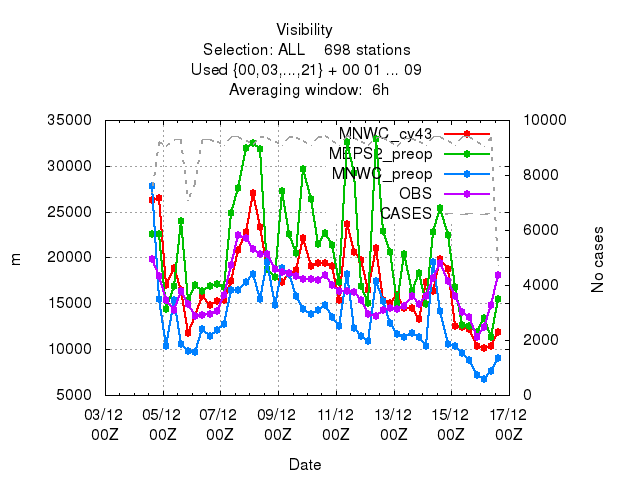 Visibility
Selection: ALL    698 stations
Used {00,03,...,21} + 00 01 ... 09
Averaging window:  6h
35000
30000
25000
20000
15000
10000
5000
m
10000
8000
6000
4000
2000
0
No cases
MNWC_cy43
MEPS2_preop
MNWC_preop
OBS
CASES
03/12 05/12 07/12 09/12 11/12 13/12 15/12 17/12
00Z 00Z 00Z 00Z 00Z 00Z 00Z 00Z
Date